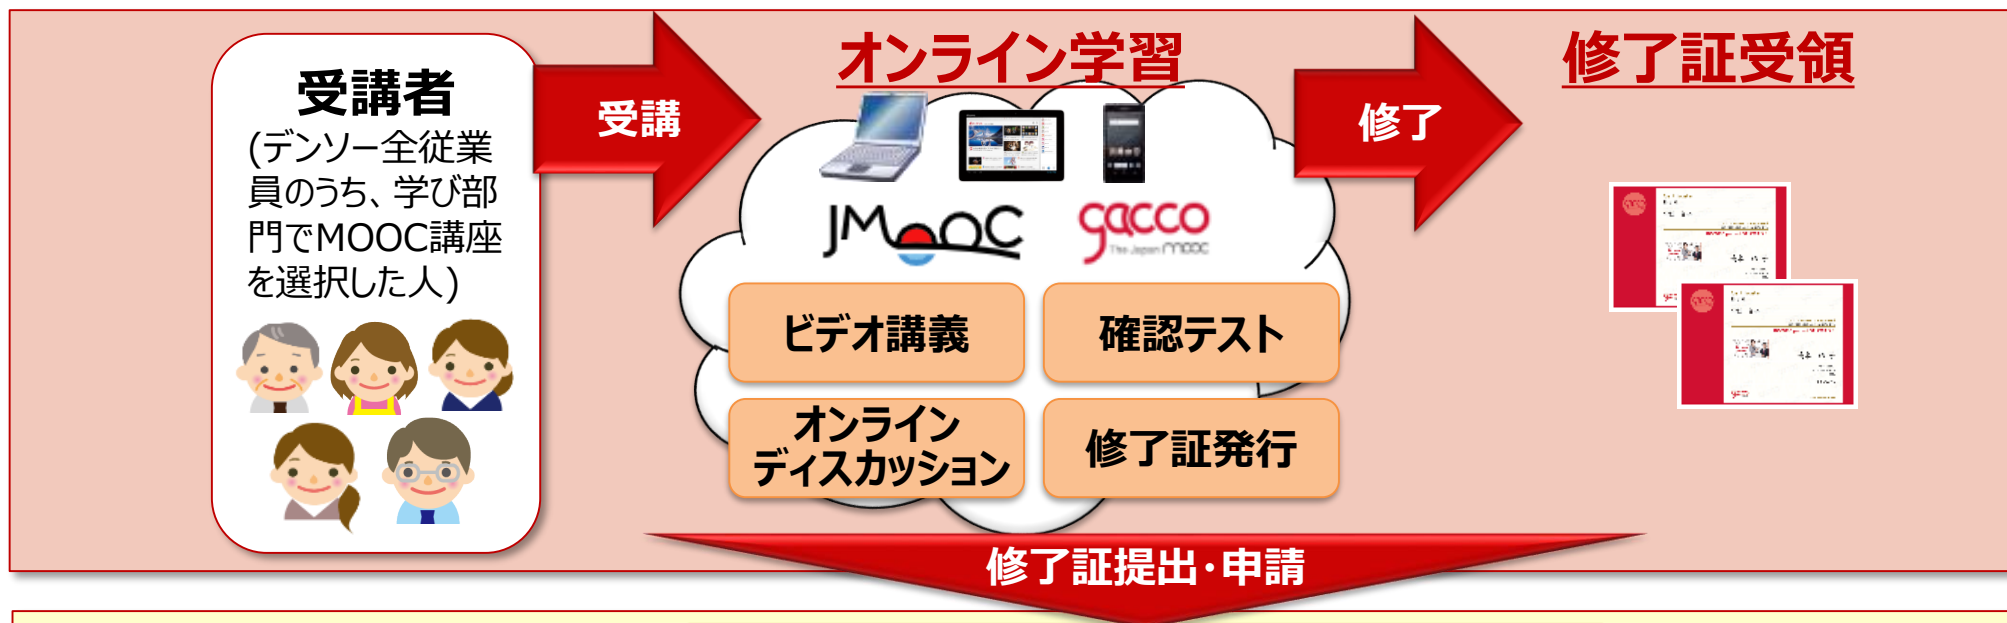 受講者
(デンソー全従業
員のうち、学び部
門でMOOC講座
を選択した人)
受講
オンライン学習
JMOOC
gacco
The Japan MOOC
ビデオ講義
確認テスト
オンライン
ディスカッション
修了証発行
修了
修了証受領
修了証提出・申請